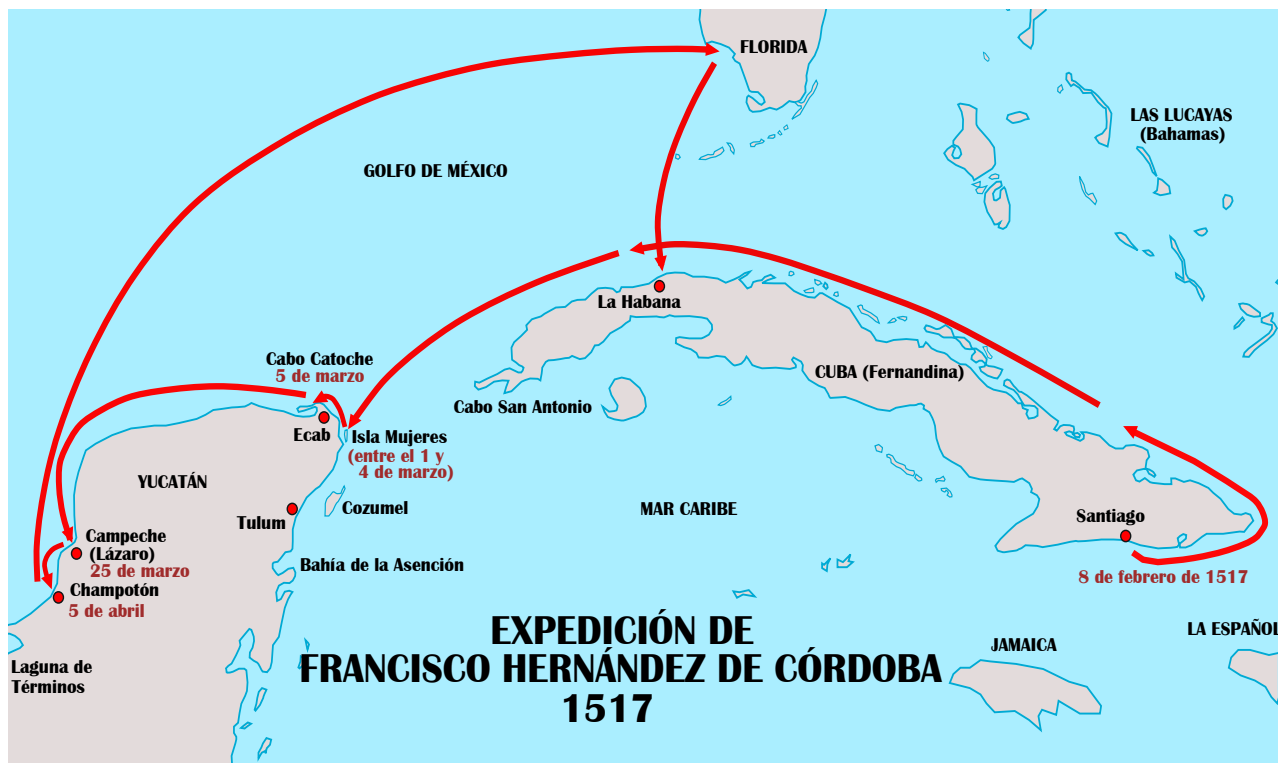 FLORIDA
LAS LUCAYAS
(Bahamas)
GOLFO DE MÉXICO
La Habana
Cabo Catoche
5 de marzo
CUBA (Fernandina)
Cabo San Antonio
Ecab
Isla Mujeres
(entre el 1 y
4 de marzo)
YUCATÁN
Cozumel
MAR CARIBE
Tulum
Santiago
Campeche
(Lázaro)
25 de marzo
Bahía de la Asención
8 de febrero de 1517
Champotón
5 de abril
EXPEDICIÓN DE
FRANCISCO HERNÁNDEZ DE CÓRDOBA
1517
LA ESPAÑOL
JAMAICA
Laguna de
Términos